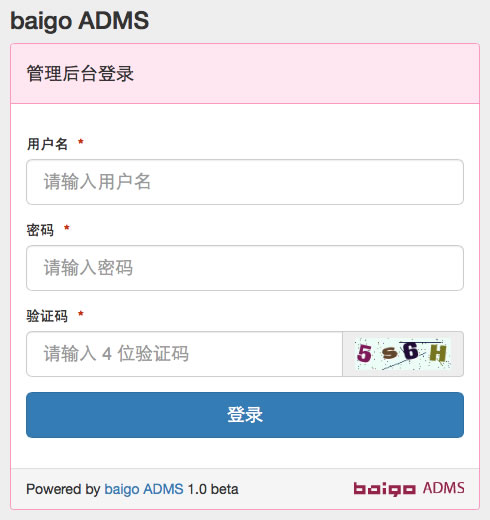 baigo ADMS
管理后台登录
用户名 *
请输入用户名
密码 *
请输入密码
验证码 *
请输入 4 位验证码
5s6H
登录
Powered by baigo ADMS 1.0 beta
baigo ADMS